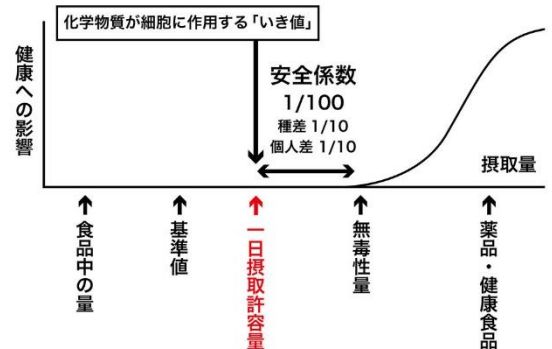 化学物質が細胞に作用する「いき値」
健康への影響
安全係数
1/100
種差 1/10
個人差 1/10
摂取量
食品中の量
基準値
一日摂取許容量
無毒性量
薬品・健康食品